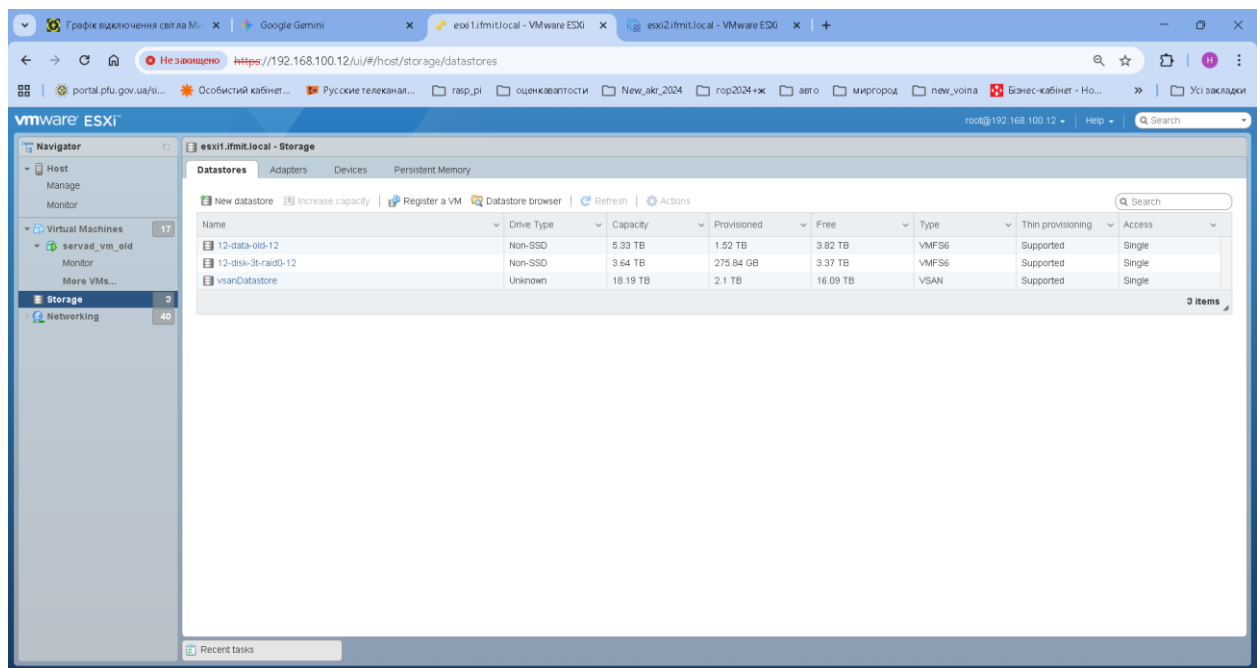 Графік відключення світла Ми
Google Gemini
esxi1.ifmit.local - VMware ESXi
esxi2.ifmit.local - VMware ESXi
Не захищено https://192.168.100.12/ui/#/host/storage/datastores
H
portal.pfu.gov.ua/si...
Особистий кабінет...
Русские телеканал...
rasp_pi
оценкавартости
New_akr_2024
гор2024+ж
авто
миргород
new_voina
Бізнес-кабінет - Но...
Усі закладки
vmware ESXi
root@192.168.100.12
Help
Search
Navigator
esxi1.ifmit.local - Storage
Host
Manage
Monitor
Virtual Machines 17
servad_vm_old
Monitor
More VMs...
Storage 3
Networking 40
Datastores Adapters Devices Persistent Memory
New datastore Increase capacity Register a VM Datastore browser Refresh Actions
Search
Name Drive Type Capacity Provisioned Free Type Thin provisioning Access
12-data-old-12 Non-SSD 5.33 TB 1.52 TB 3.82 TB VMFS6 Supported Single
12-disk-3t-raid0-12 Non-SSD 3.64 TB 275.84 GB 3.37 TB VMFS6 Supported Single
vsanDatastore Unknown 18.19 TB 2.1 TB 16.09 TB VSAN Supported Single
3 items
Recent tasks